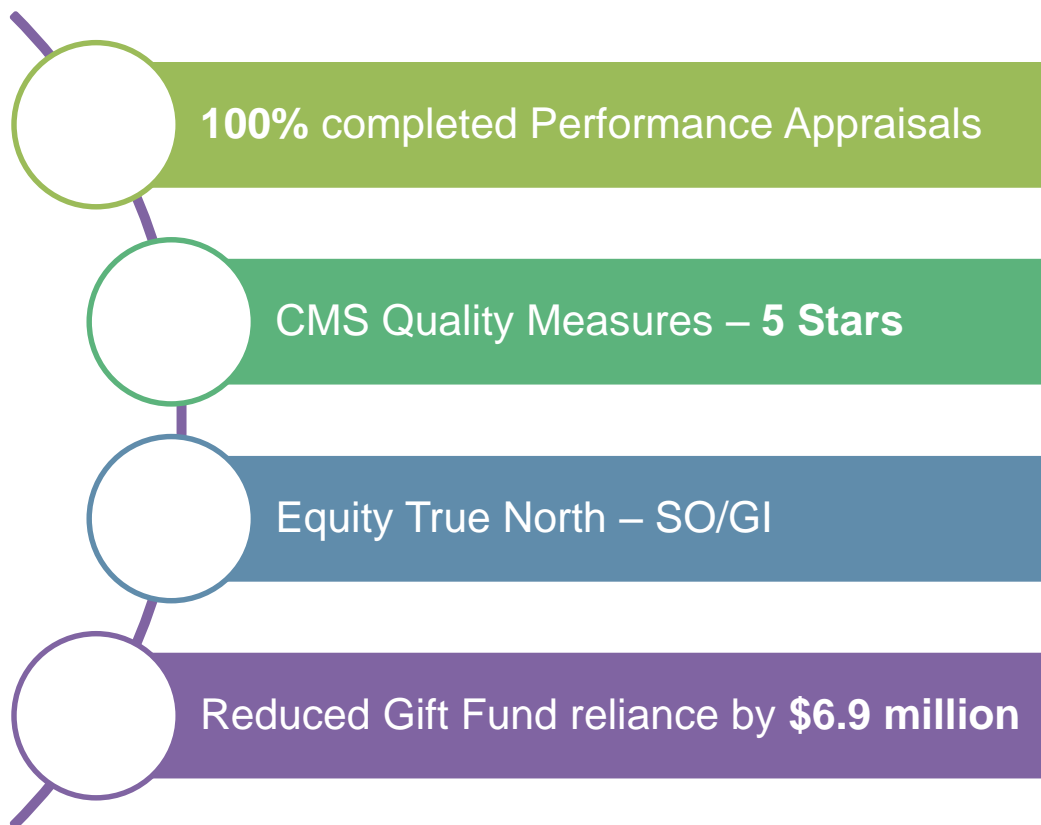 100% completed Performance Appraisals
CMS Quality Measures – 5 Stars
Equity True North – SO/GI
Reduced Gift Fund reliance by $6.9 million